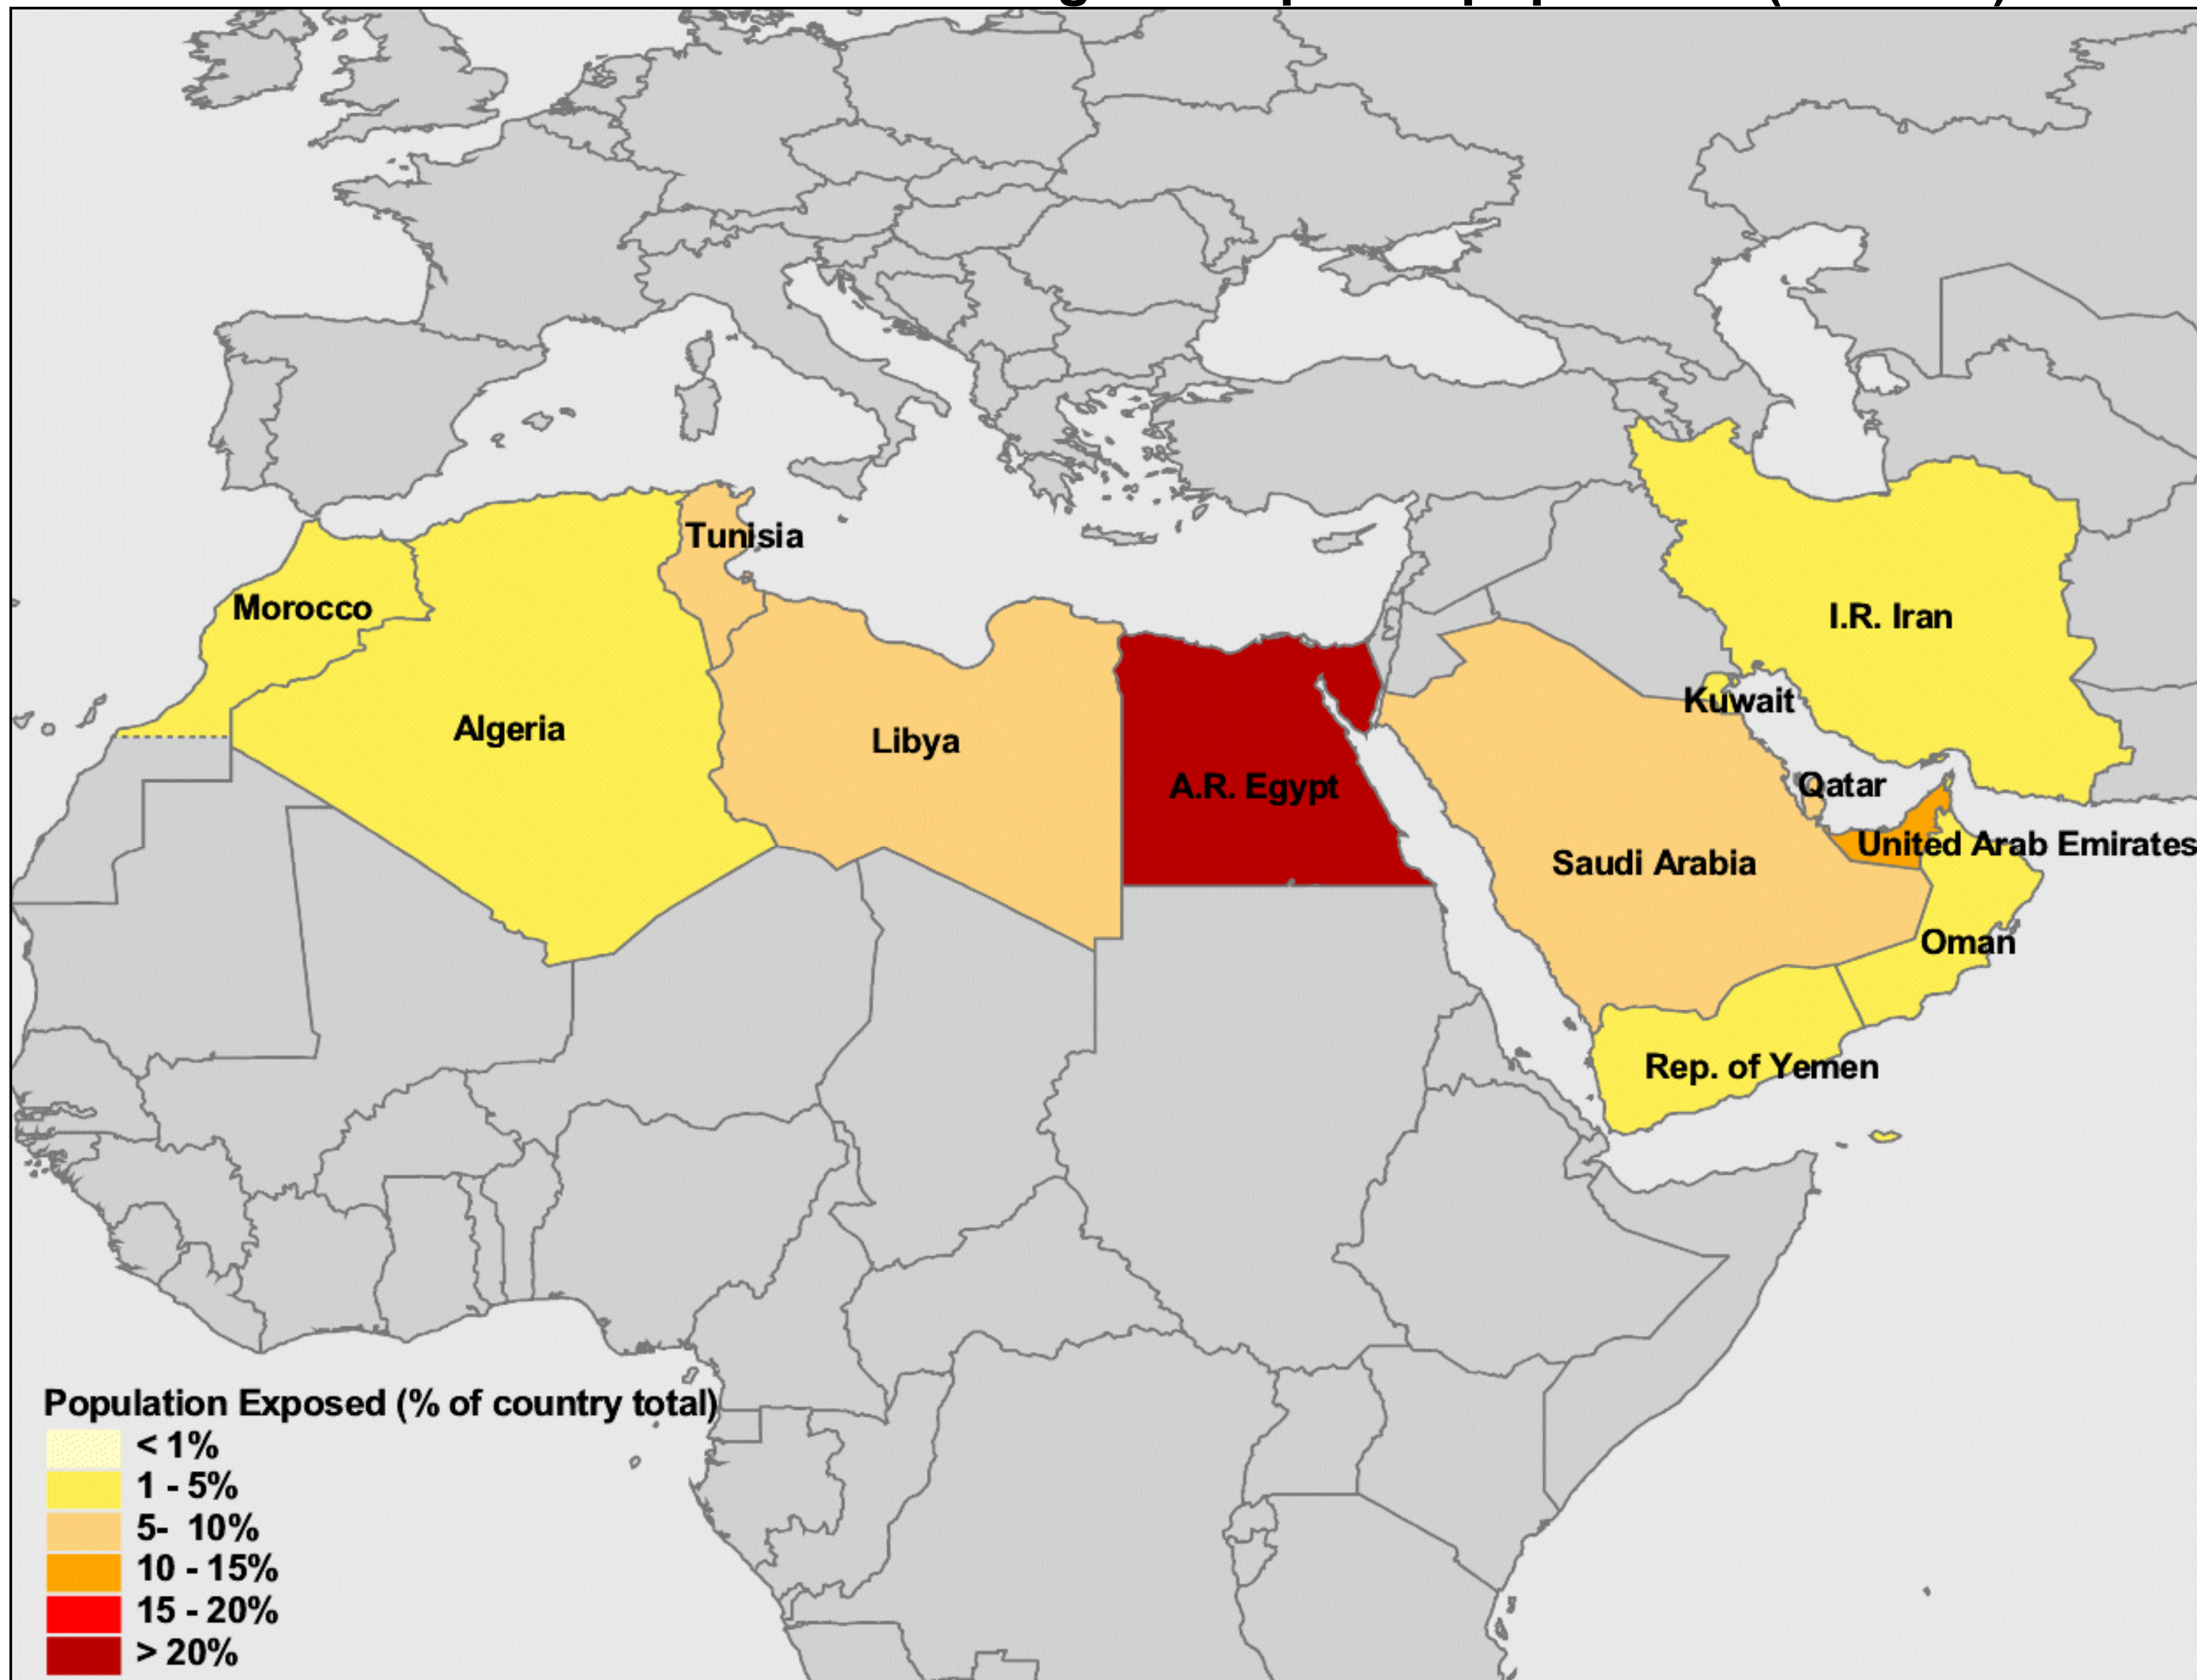 Tunisia
Morocco
I.R. Iran
Kuwait
Algeria
Libya
Qatar
A.R. Egypt
United Arab Emirates
Saudi Arabia
Oman
Rep. of Yemen
Population Exposed (% of country total)
< 1%
1 - 5%
5-  10%
10 - 15%
15 - 20%
> 20%